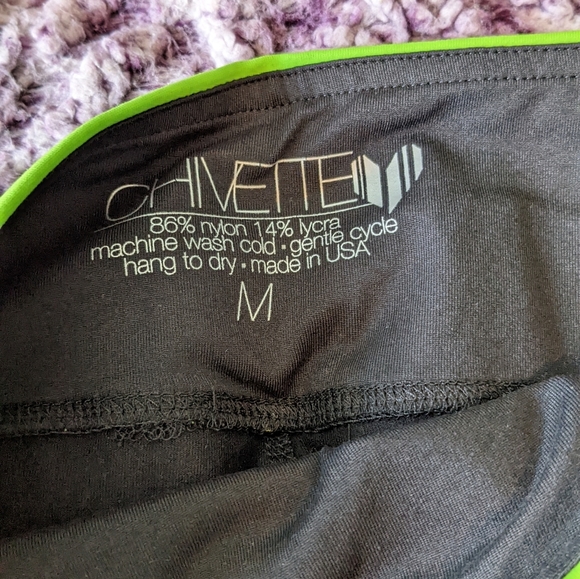 CHIVETTE
86% nylon 14% lycra
machine wash cold • gentle cycle
hang to dry • made in USA
M